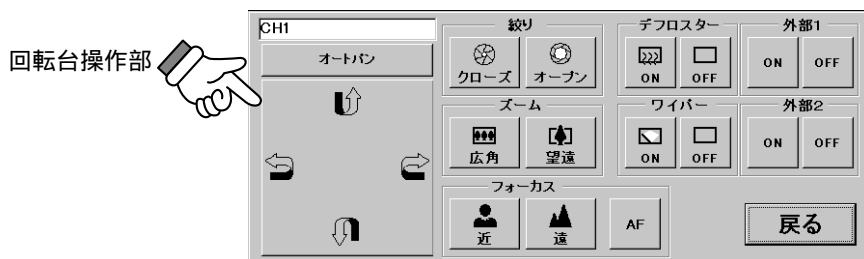 回転台操作部
CH1
オートパン
絞り
クローズ
オープン
デフロスター
ON
OFF
外部1
ON
OFF
ズーム
広角
望遠
ワイパー
ON
OFF
外部2
ON
OFF
フォーカス
近
遠
AF
戻る